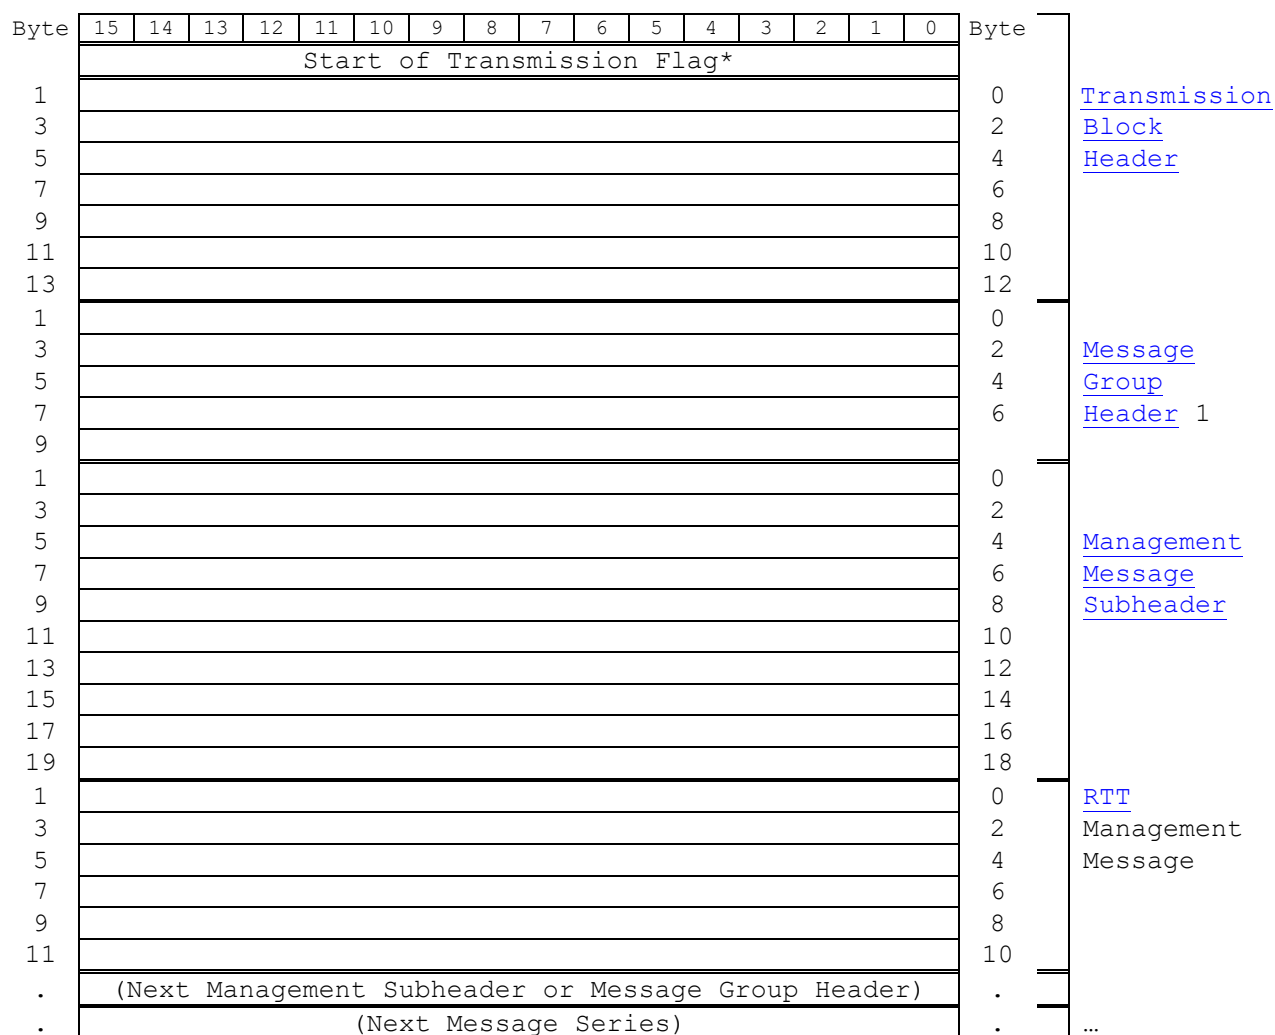 Byte 15 14 13 12 11 10 9 8 7 6 5 4 3 2 1 0 Byte
Start of Transmission Flag*
1 0 Transmission
3 2 Block
5 4 Header
7 6
9 8
11 10
13 12
1 0
3 2 Message
5 4 Group
7 6 Header 1
9
1 0
3 2
5 4 Management
7 6 Message
9 8 Subheader
11 10
13 12
15 14
17 16
19 18
1 0 RTT
3 2 Management
5 4 Message
7 6
9 8
11 10
. (Next Management Subheader or Message Group Header) .
. (Next Message Series) . …